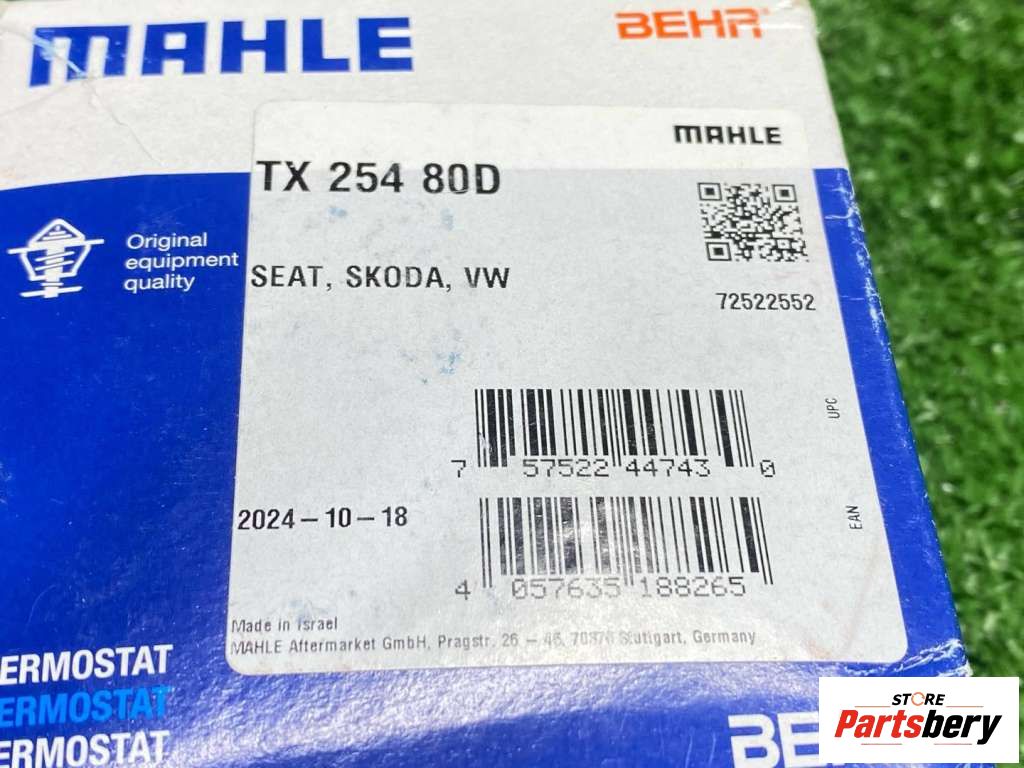 MAHLE
BEHR®
MAHLE
TX 254 80D
Original
equipment
quality
SEAT, SKODA, VW
72522552
UPC
7 57522 44743 0
2024-10-18
EAN
4 057635 188265
Made in Israel
MAHLE Aftermarket GmbH, Pragstr. 26 - 46, 70376 Stuttgart, Germany
ERMOSTAT
ERMOSTAT
ERMOSTAT
BE
STORE
Partsbery